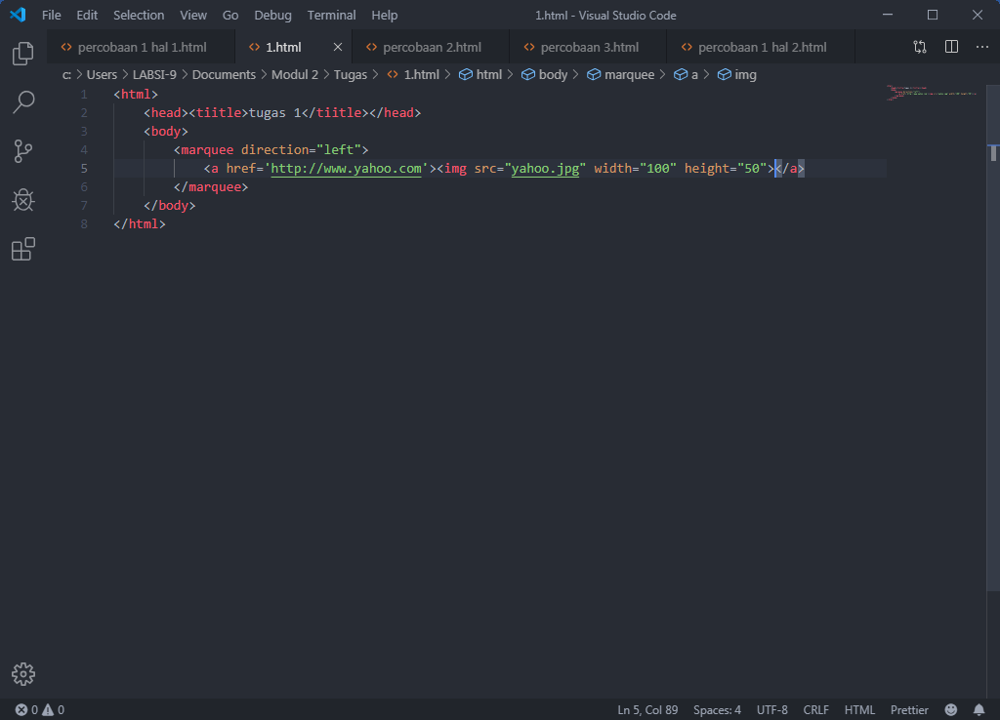 File Edit Selection View Go Debug Terminal Help 1.html - Visual Studio Code
percobaan 1 hal 1.html 1.html percobaan 2.html percobaan 3.html percobaan 1 hal 2.html
C: > Users > LABSI-9 > Documents > Modul 2 > Tugas > 1.html > html > body > marquee > a > img
1 <html>
2 <head><tiitle>tugas 1</tiitle></head>
3 <body>
4 <marquee direction="left">
5 <a href='http://www.yahoo.com'><img src="yahoo.jpg" width="100" height="50"></a>
6 </marquee>
7 </body>
8 </html>
0 0 Ln 5, Col 89 Spaces: 4 UTF-8 CRLF HTML Prettier